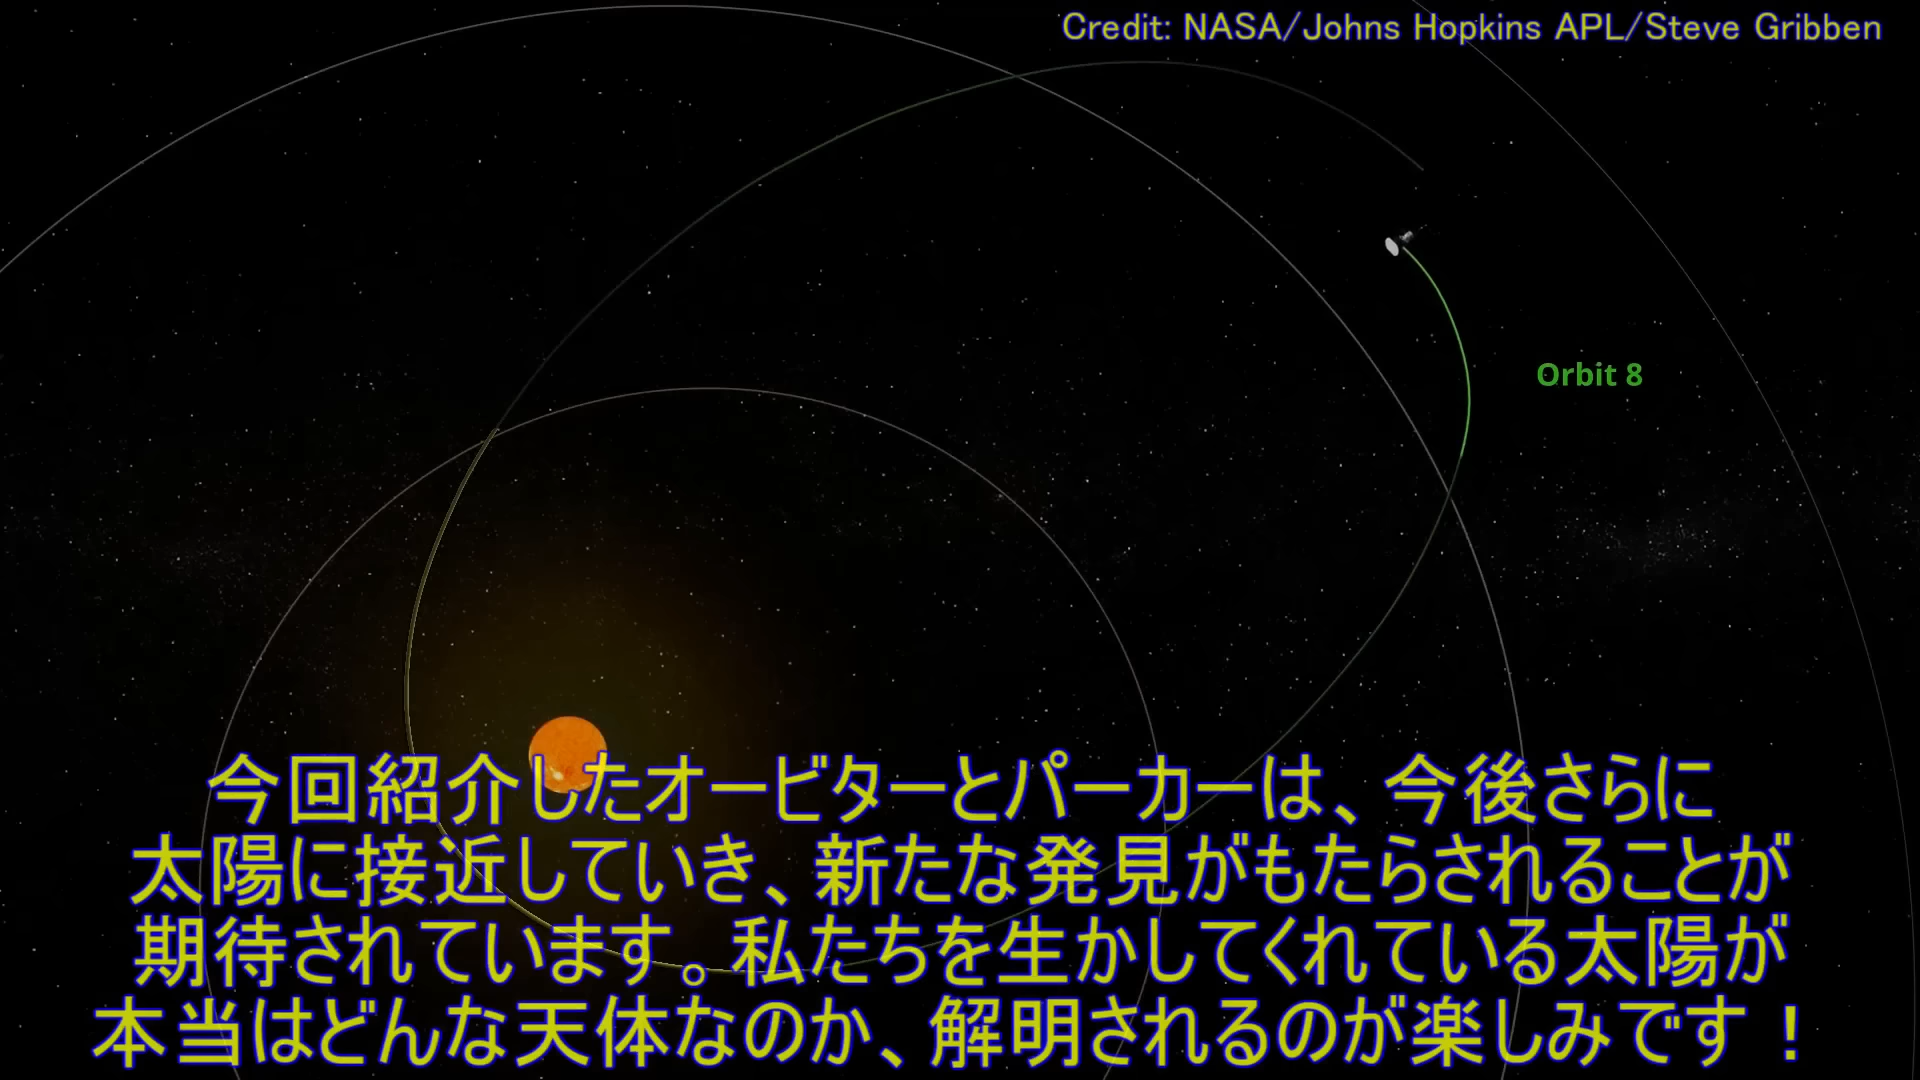 Credit: NASA/Johns Hopkins APL/Steve Gribben
Orbit 8
今回紹介したオービターとパーカーは、今後さらに
太陽に接近していき、新たな発見がもたらされることが
期待されています。私たちを生かしてくれている太陽が
本当はどんな天体なのか、解明されるのが楽しみです！